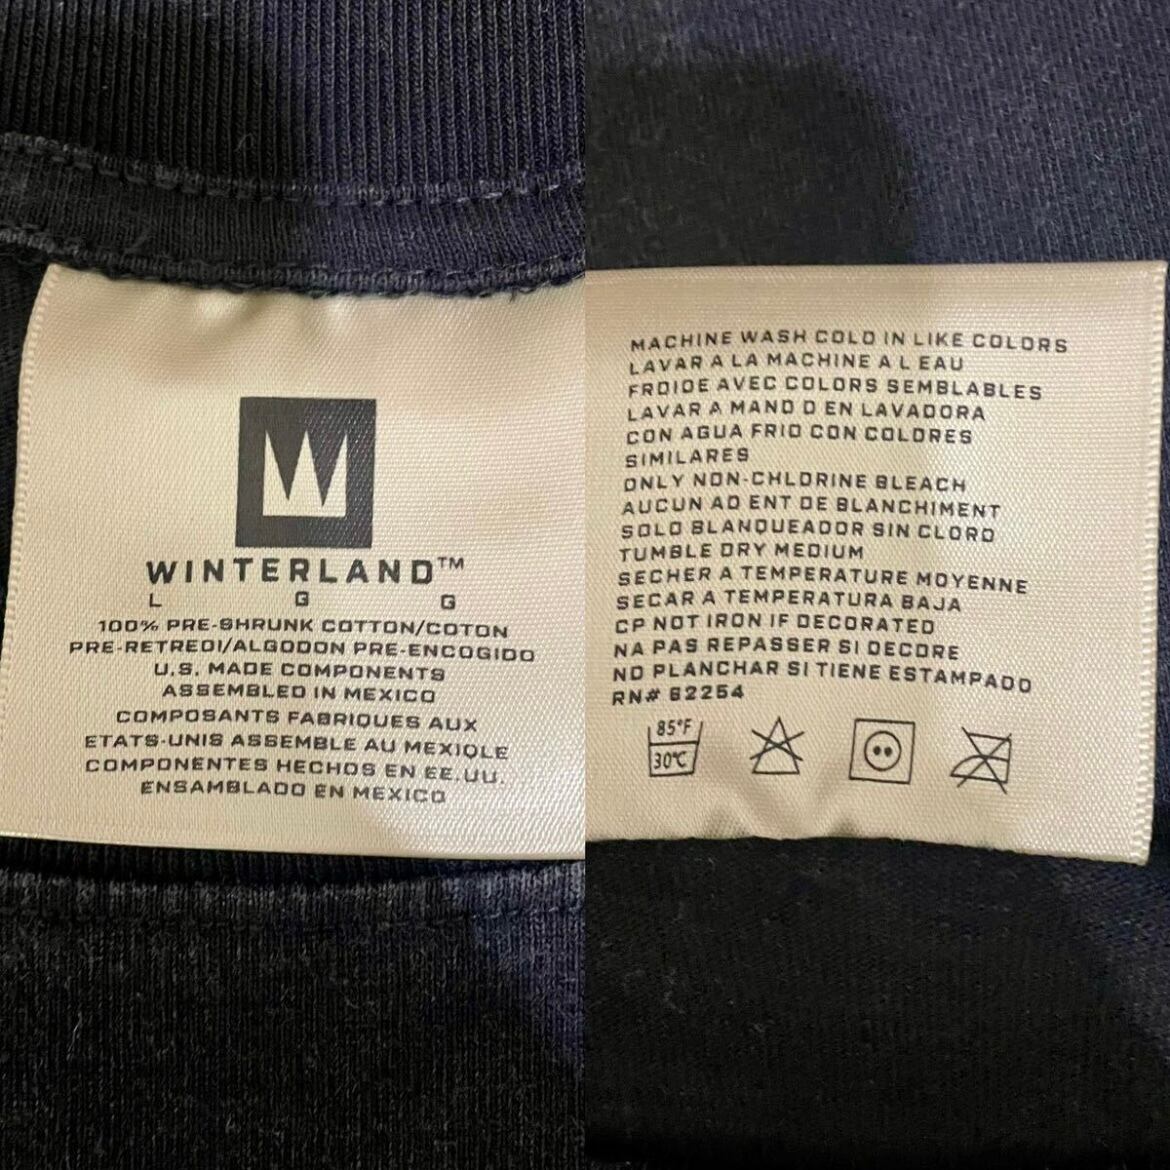 WINTERLAND™
L G G
100% PRE-SHRUNK COTTON/COTON
PRE-RETREDI/ALGODON PRE-ENCOGIDO
U.S. MADE COMPONENTS
ASSEMBLED IN MEXICO
COMPOSANTS FABRIQUES AUX
ETATS-UNIS ASSEMBLE AU MEXIQLE
COMPONENTES HECHOS EN EE.UU.
ENSAMBLADO EN MEXICO
MACHINE WASH COLD IN LIKE COLORS
LAVAR A LA MACHINE A L EAU
FROIDE AVEC COLORS SEMBLABLES
LAVAR A MANO O EN LAVADORA
CON AGUA FRIO CON COLORES
SIMILARES
ONLY NON-CHLORINE BLEACH
AUCUN AD ENT DE BLANCHIMENT
SOLO BLANQUEADOR SIN CLORO
TUMBLE DRY MEDIUM
SECHER A TEMPERATURE MOYENNE
SECAR A TEMPERATURA BAJA
CP NOT IRON IF DECORATED
NA PAS REPASSER SI DECORE
NO PLANCHAR SI TIENE ESTAMPADO
RN# 62254
85°F
30°C